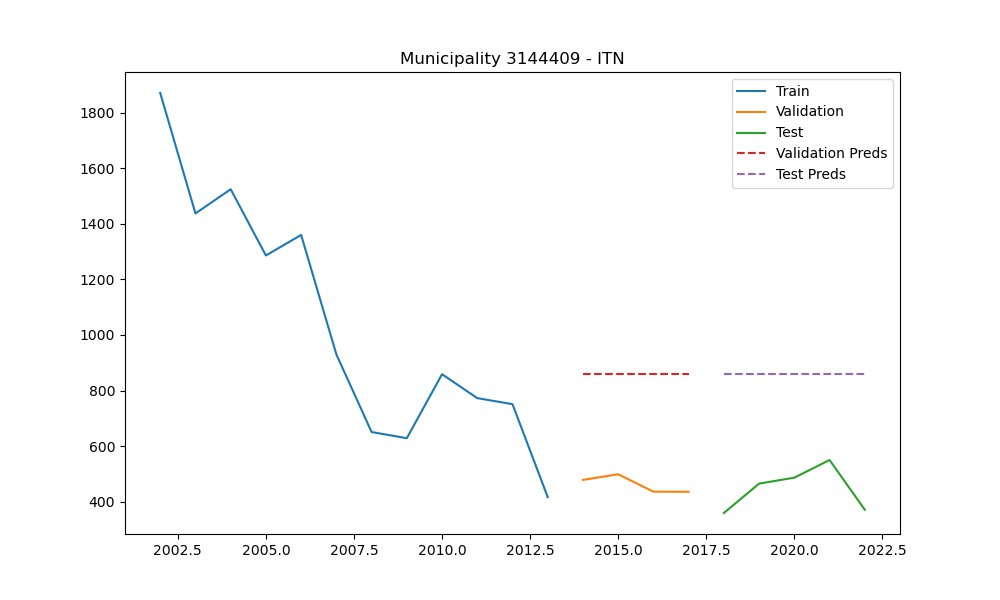 Municipality 3144409 - ITN
Train
Validation
Test
Validation Preds
Test Preds
1800
1600
1400
1200
1000
800
600
400
2002.5 2005.0 2007.5 2010.0 2012.5 2015.0 2017.5 2020.0 2022.5